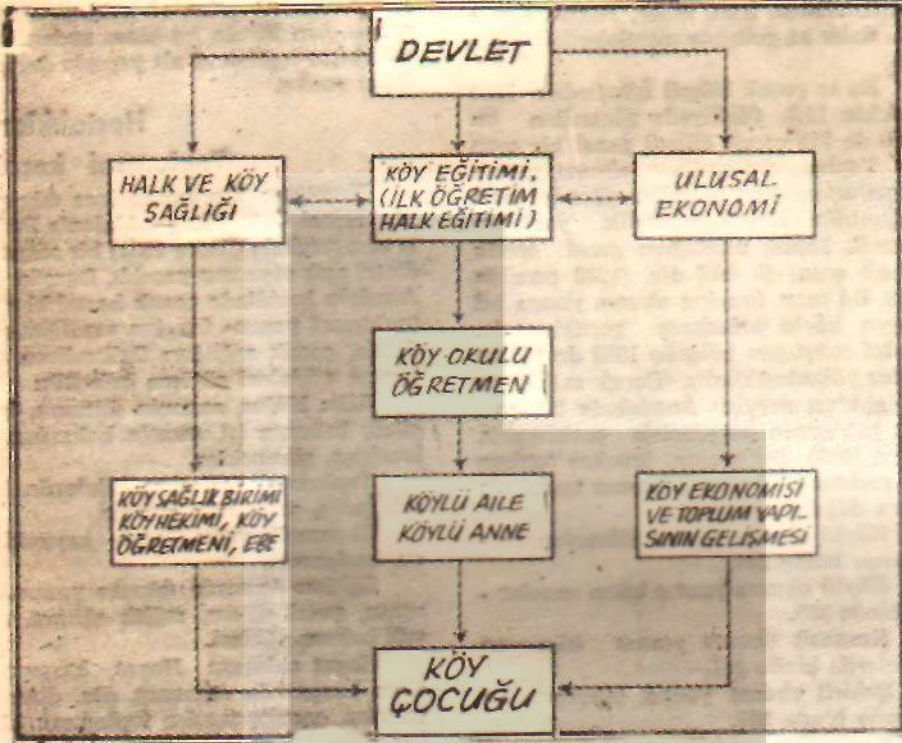 DEVLET
HALK VE KÖY
SAĞLIĞI
KÖY EĞİTİMİ,
(İLK ÖĞRETİM
HALK EĞİTİMİ)
ULUSAL
EKONOMİ
KÖY OKULU
ÖĞRETMEN
KÖY SAĞLIK BİRİMİ
KÖY HEKİMİ, KÖY
ÖĞRETMENİ, EBE
KÖYLÜ AİLE
KÖYLÜ ANNE
KÖY EKONOMİSİ
VE TOPLUM YAPI-
SININ GELİŞMESİ
KÖY
ÇOCUĞU